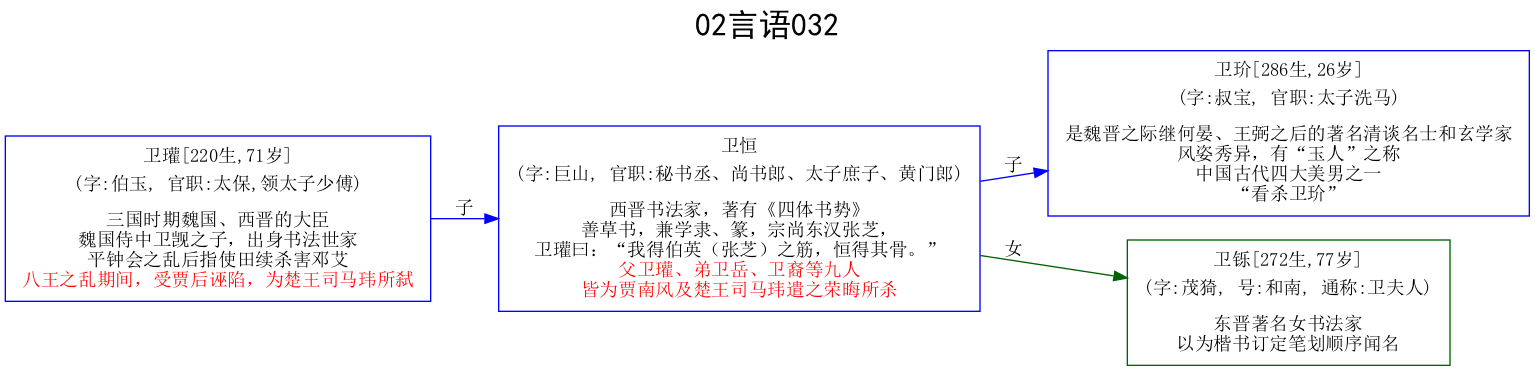 02言语032
卫瓘[220生,71岁]
(字:伯玉, 官职:太保,领太子少傅)
三国时期魏国、西晋的大臣
魏国侍中卫觊之子，出身书法世家
平钟会之乱后指使田续杀害邓艾
八王之乱期间，受贾后诬陷，为楚王司马玮所弑
子
卫恒
(字:巨山, 官职:秘书丞、尚书郎、太子庶子、黄门郎)
西晋书法家，著有《四体书势》
善草书，兼学隶、篆，宗尚东汉张芝，
卫瓘曰：“我得伯英（张芝）之筋，恒得其骨。”
父卫瓘、弟卫岳、卫裔等九人
皆为贾南风及楚王司马玮遣之荣晦所杀
子
卫玠[286生,26岁]
(字:叔宝, 官职:太子洗马)
是魏晋之际继何晏、王弼之后的著名清谈名士和玄学家
风姿秀异，有“玉人”之称
中国古代四大美男之一
“看杀卫玠”
女
卫铄[272生,77岁]
(字:茂猗, 号:和南, 通称:卫夫人)
东晋著名女书法家
以为楷书订定笔划顺序闻名